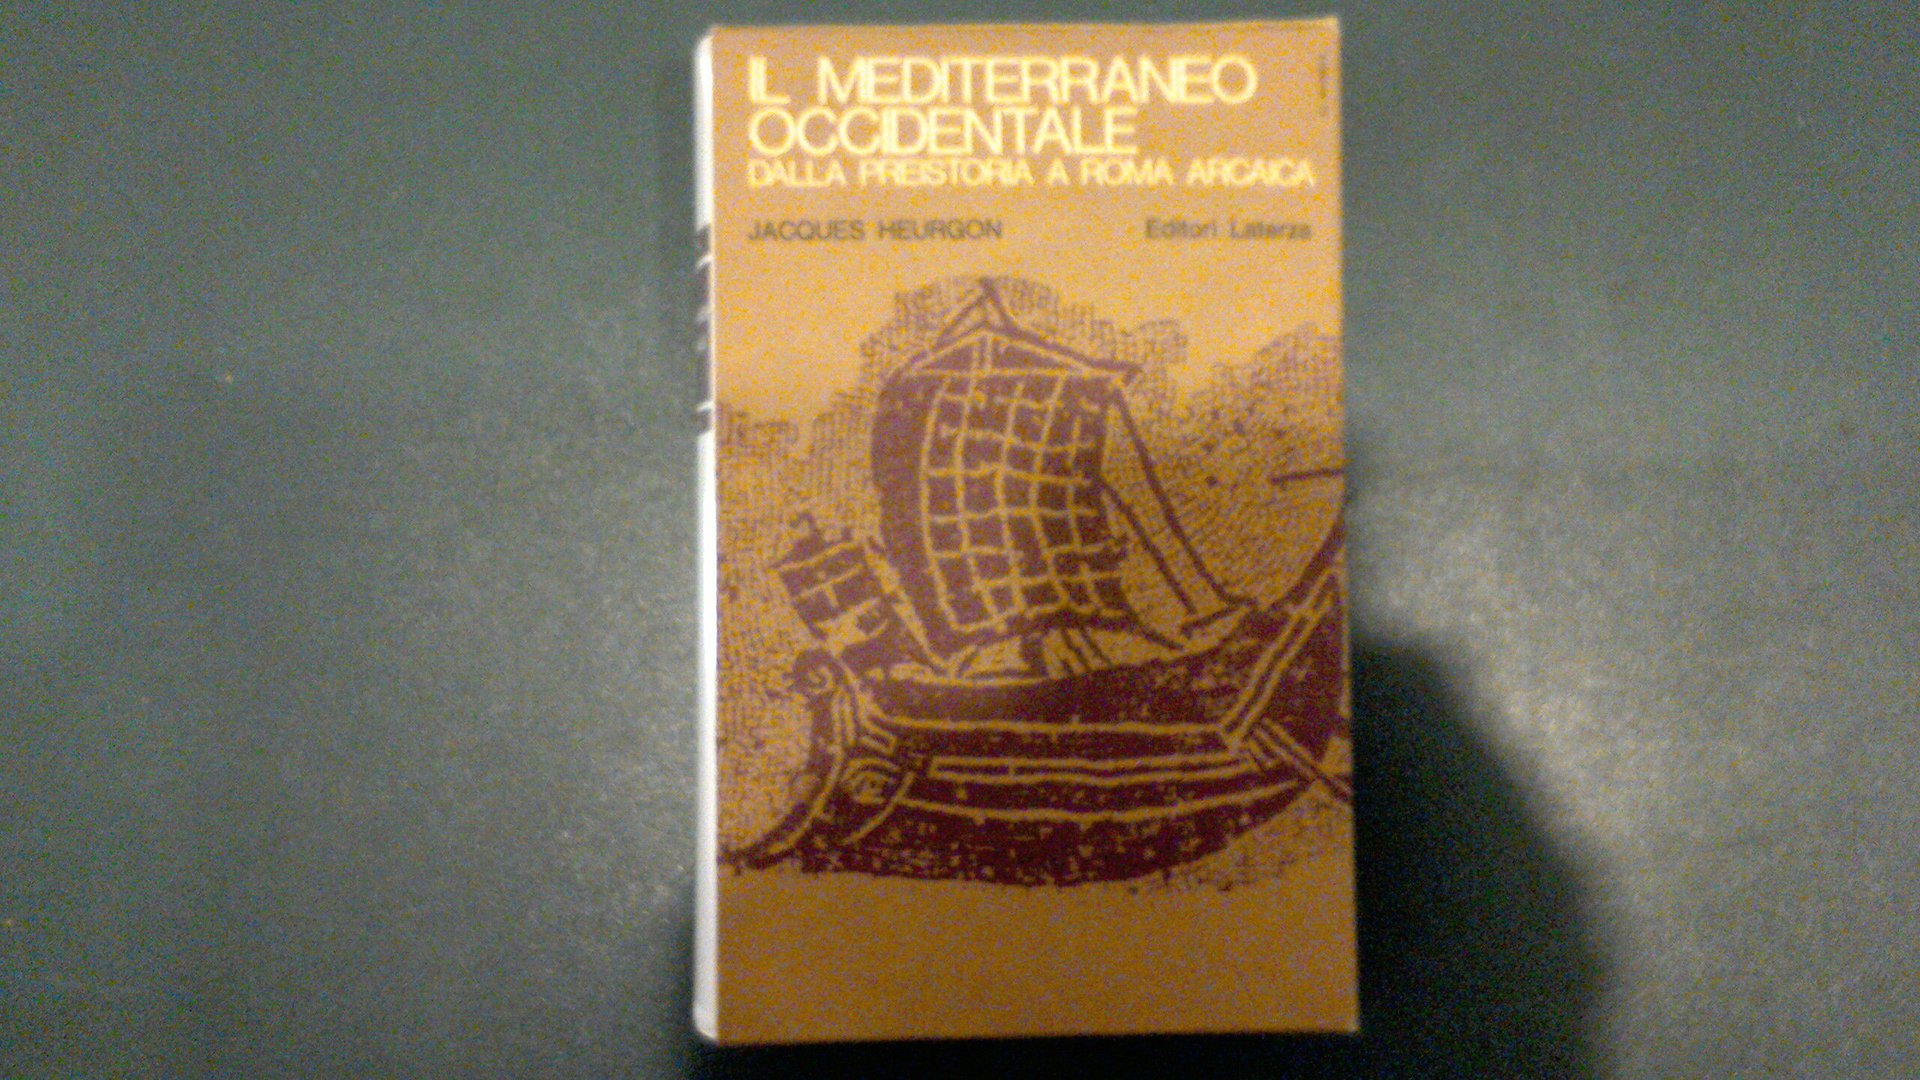 IL MEDITERRANEO
OCCIDENTALE
DALLA PREISTORIA A ROMA ARCAICA
JACQUES HEURGON Editori Laterza